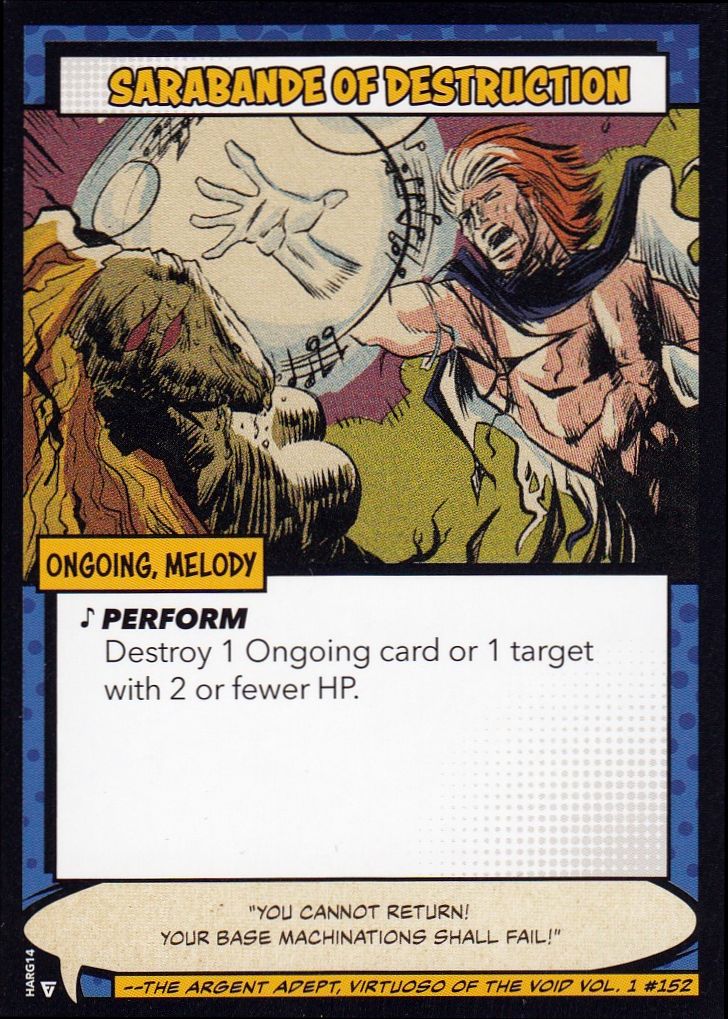 SARABANDE OF DESTRUCTION
ONGOING, MELODY
♪ PERFORM
Destroy 1 Ongoing card or 1 target
with 2 or fewer HP.
"YOU CANNOT RETURN!
YOUR BASE MACHINATIONS SHALL FAIL!"
--THE ARGENT ADEPT, VIRTUOSO OF THE VOID VOL. 1 #152
HARG14